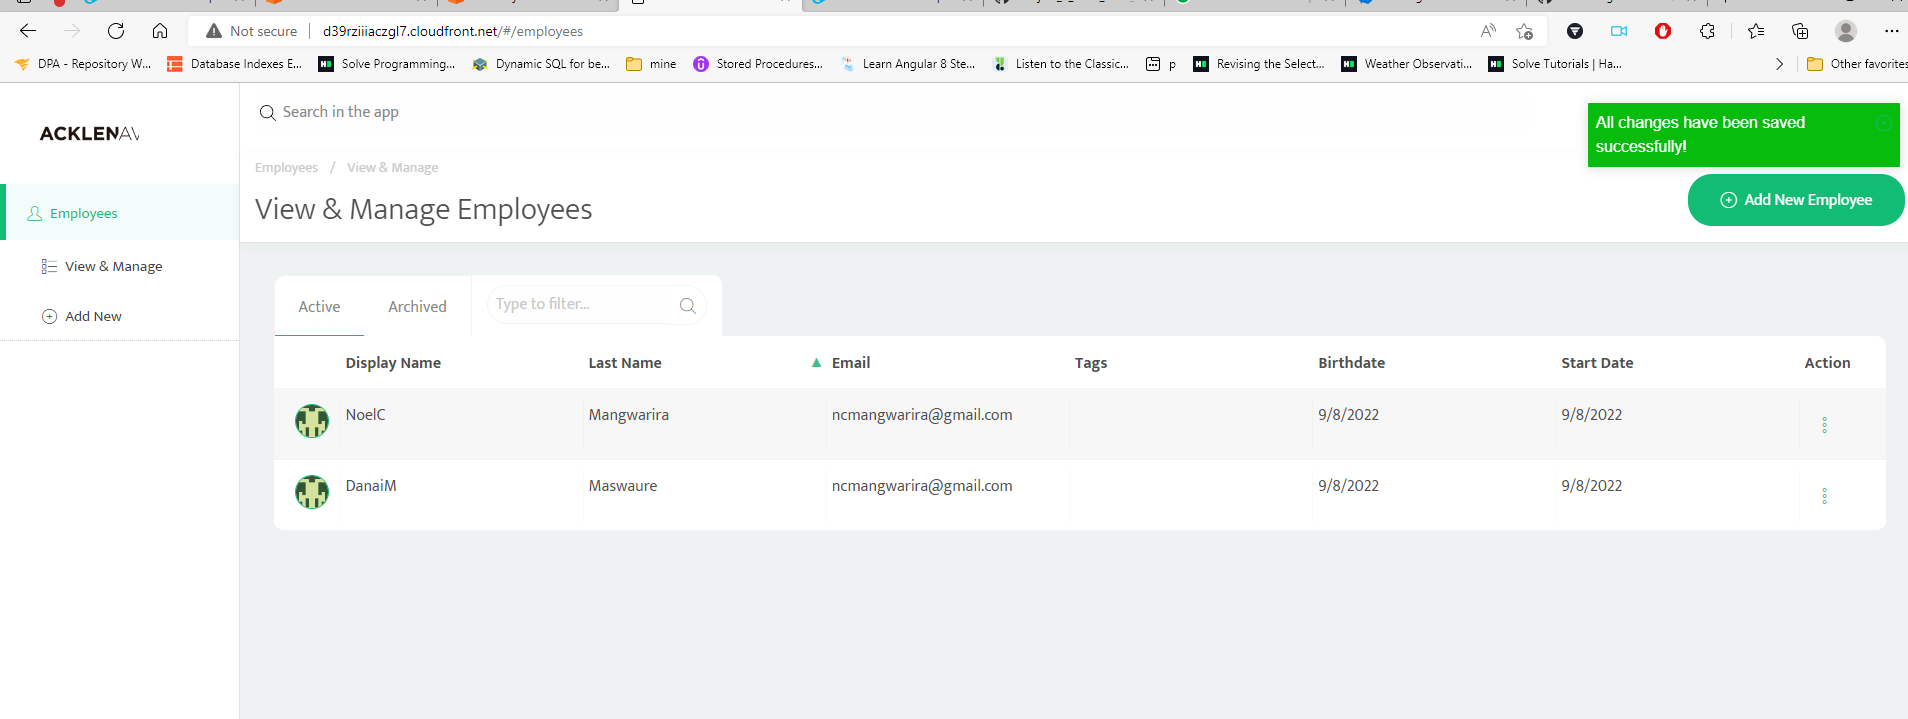 Not secure d39rziiiaczgl7.cloudfront.net/#/employees
DPA - Repository W... Database Indexes E... Solve Programming... Dynamic SQL for be... mine Stored Procedures... Learn Angular 8 Ste... Listen to the Classic... p Revising the Select... Weather Observati... Solve Tutorials | Ha... Other favorites
ACKLENAV
Search in the app
All changes have been saved
successfully!
Employees / View & Manage
View & Manage Employees
Add New Employee
Employees
View & Manage
Add New
Active Archived Type to filter...
Display Name Last Name Email Tags Birthdate Start Date Action
NoelC Mangwarira ncmangwarira@gmail.com 9/8/2022 9/8/2022
DanaiM Maswaure ncmangwarira@gmail.com 9/8/2022 9/8/2022